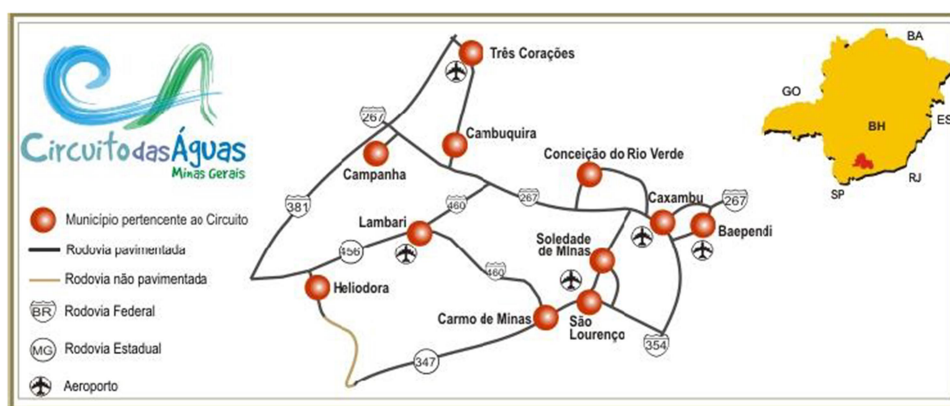 Circuito das Águas
Minas Gerais
Município pertencente ao Circuito
Rodovia pavimentada
Rodovia não pavimentada
BR
Rodovia Federal
MG
Rodovia Estadual
Aeroporto
Três Corações
267
Cambuquira
Campanha
Conceição do Rio Verde
381
460
267
Caxambu
267
Lambari
Baependi
456
Soledade
de Minas
460
Heliodora
Carmo de Minas
São
Lourenço
354
347
BA
GO
ES
BH
SP
RJ